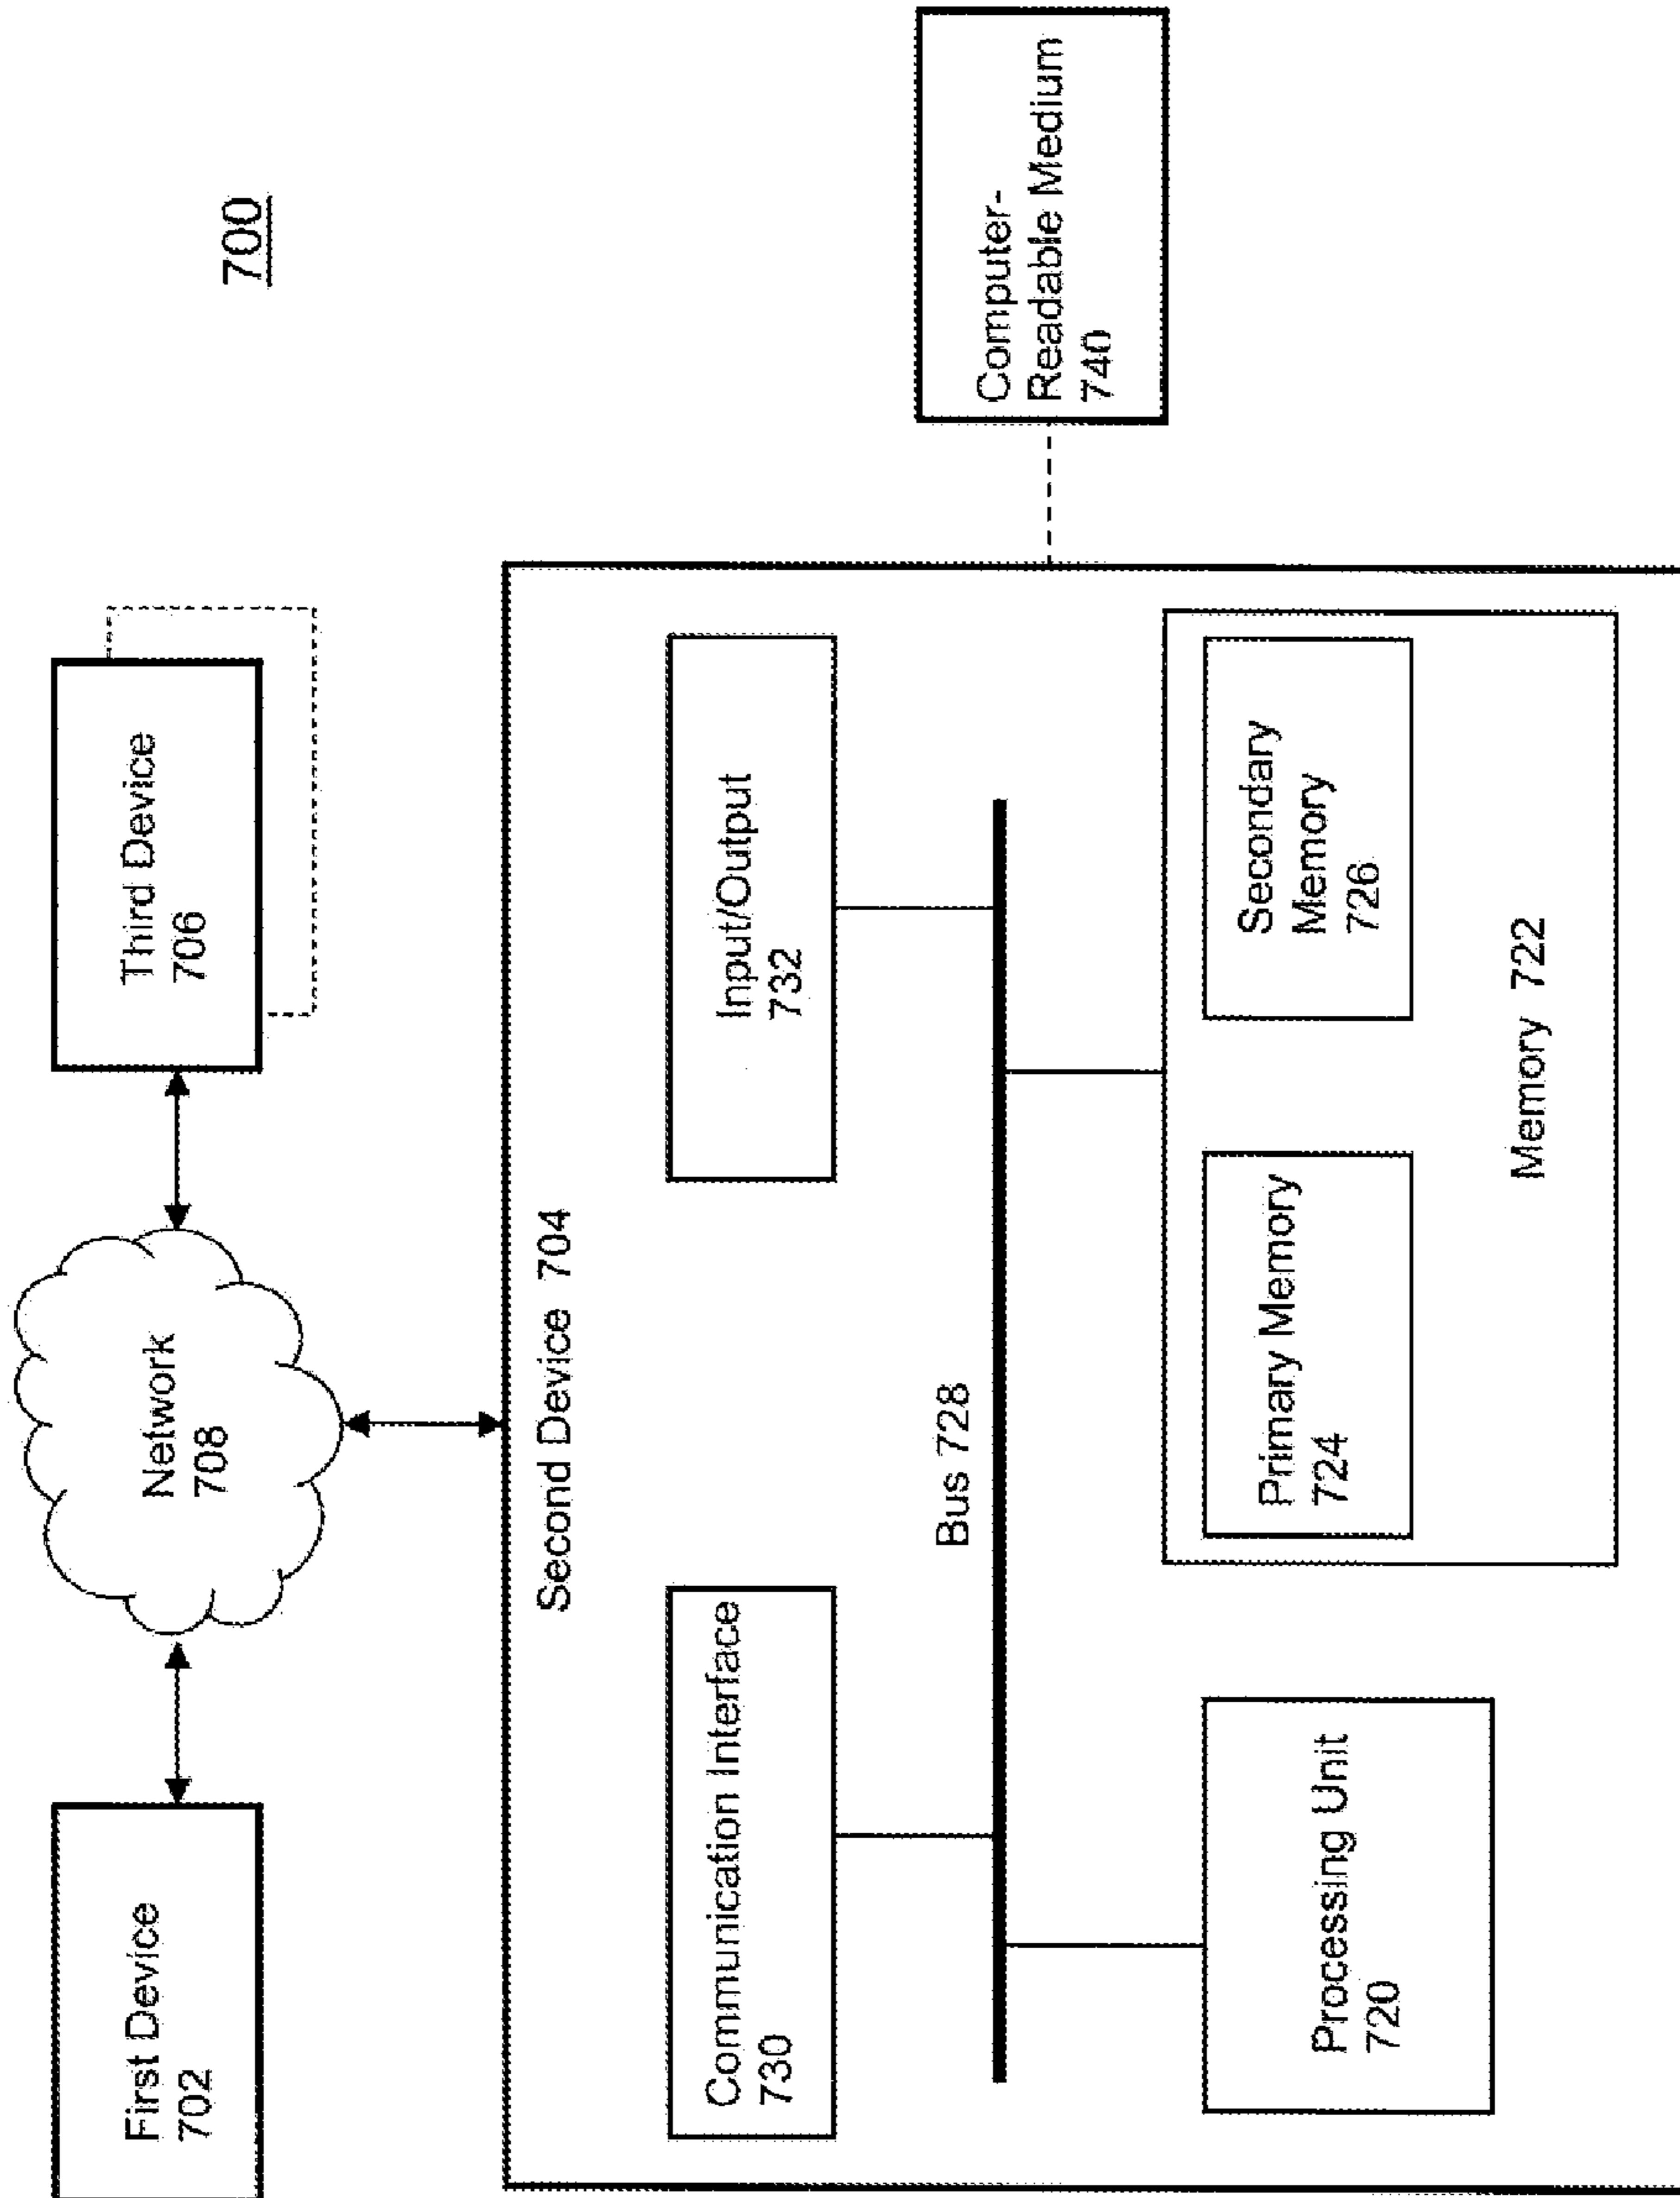 700
First Device
702
Network
708
Third Device
706
Second Device 704
Communication Interface
730
Input/Output
732
Bus 728
Processing Unit
720
Primary Memory
724
Secondary
Memory
726
Memory 722
Computer-
Readable Medium
740